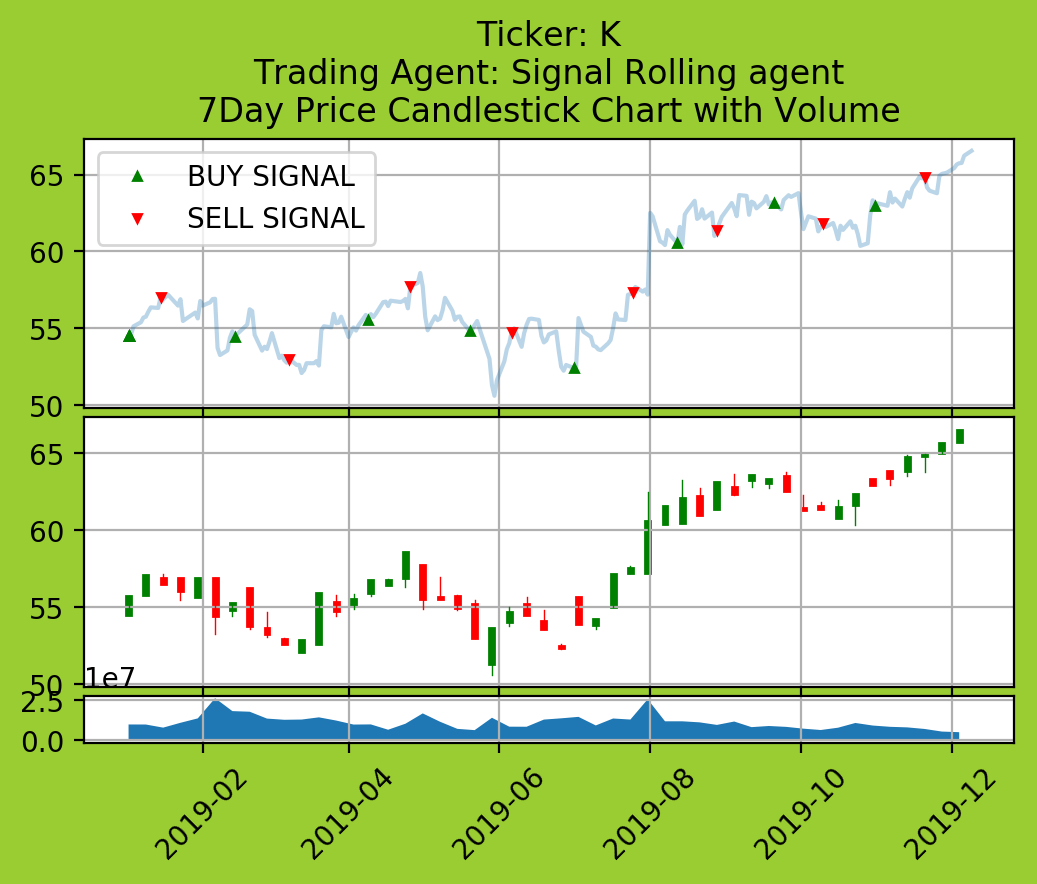 Ticker: K
Trading Agent: Signal Rolling agent
7Day Price Candlestick Chart with Volume
BUY SIGNAL
SELL SIGNAL
65
60
55
50
65
60
55
50
1e7
2.5
0.0
2019-02
2019-04
2019-06
2019-08
2019-10
2019-12